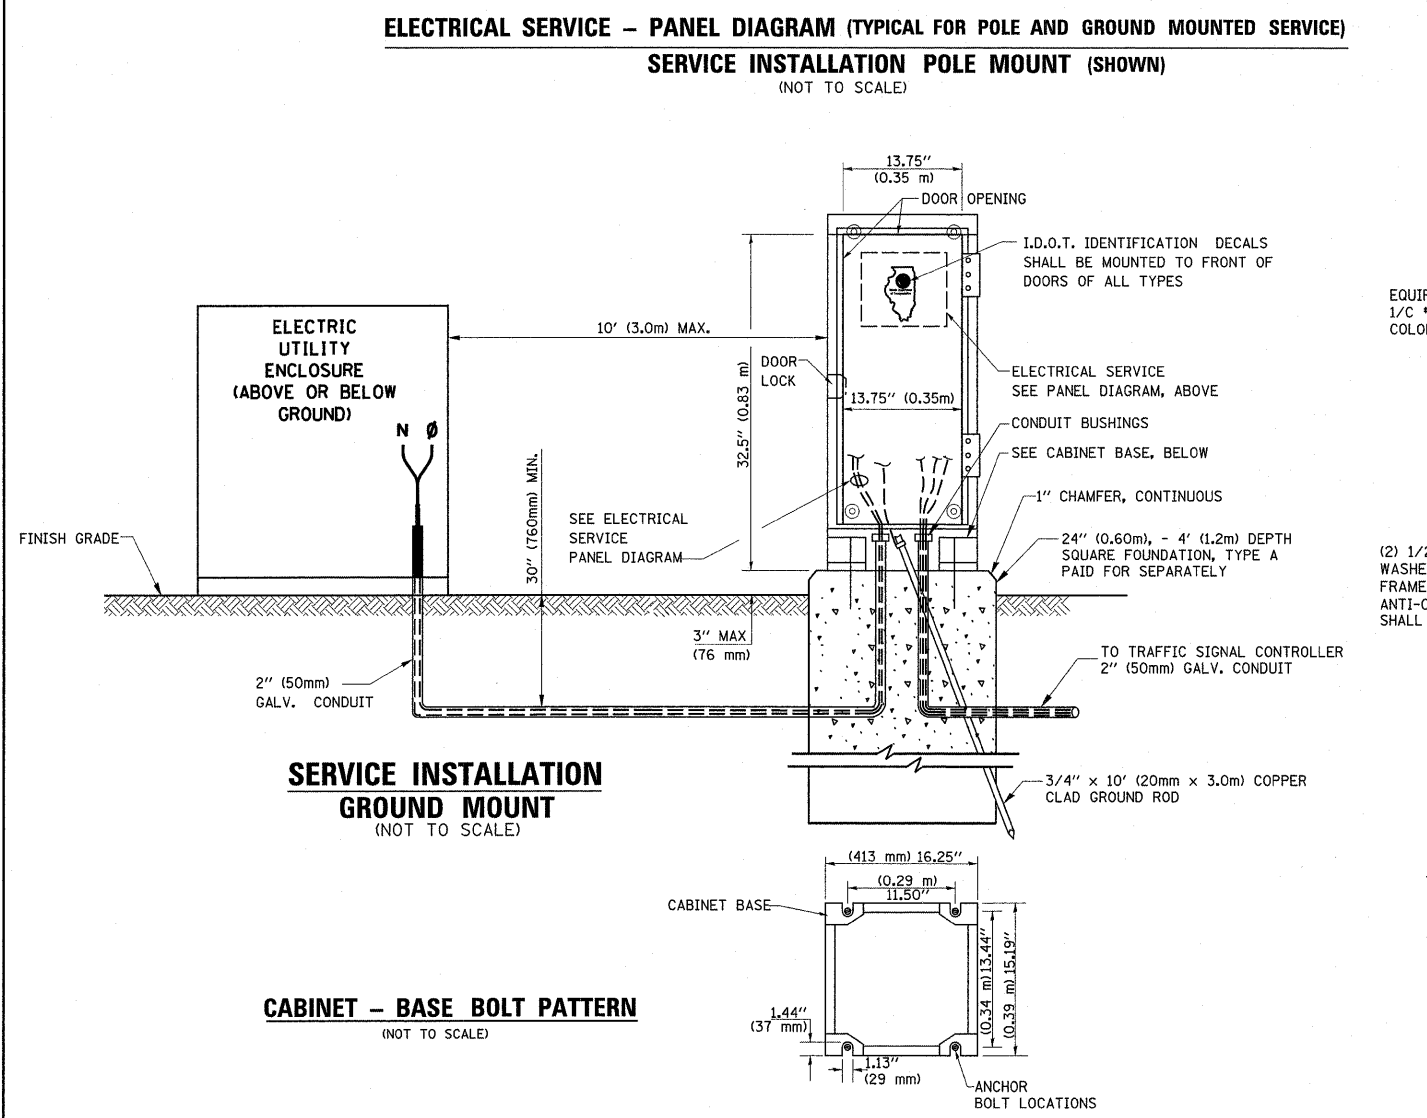 ELECTRICAL SERVICE – PANEL DIAGRAM (TYPICAL FOR POLE AND GROUND MOUNTED SERVICE)
SERVICE INSTALLATION POLE MOUNT (SHOWN)
(NOT TO SCALE)
13.75"
(0.35 m)
DOOR OPENING
I.D.O.T. IDENTIFICATION DECALS
SHALL BE MOUNTED TO FRONT OF
DOORS OF ALL TYPES
ELECTRIC
UTILITY
ENCLOSURE
(ABOVE OR BELOW
GROUND)
N Ø
10' (3.0m) MAX.
DOOR
LOCK
32.5" (0.83 m)
13.75" (0.35m)
ELECTRICAL SERVICE
SEE PANEL DIAGRAM, ABOVE
CONDUIT BUSHINGS
SEE CABINET BASE, BELOW
1" CHAMFER, CONTINUOUS
24" (0.60m), - 4' (1.2m) DEPTH
SQUARE FOUNDATION, TYPE A
PAID FOR SEPARATELY
FINISH GRADE
30" (760mm) MIN.
SEE ELECTRICAL
SERVICE
PANEL DIAGRAM
3" MAX
(76 mm)
2" (50mm)
GALV. CONDUIT
TO TRAFFIC SIGNAL CONTROLLER
2" (50mm) GALV. CONDUIT
3/4" x 10' (20mm x 3.0m) COPPER
CLAD GROUND ROD
SERVICE INSTALLATION
GROUND MOUNT
(NOT TO SCALE)
(413 mm) 16.25"
(0.29 m)
11.50"
CABINET BASE
(0.34 m) 13.44"
(0.39 m) 15.19"
1.44"
(37 mm)
1.13"
(29 mm)
ANCHOR
BOLT LOCATIONS
CABINET – BASE BOLT PATTERN
(NOT TO SCALE)
1/C
(2) 1/2
WASHE
FRAME
SHALL